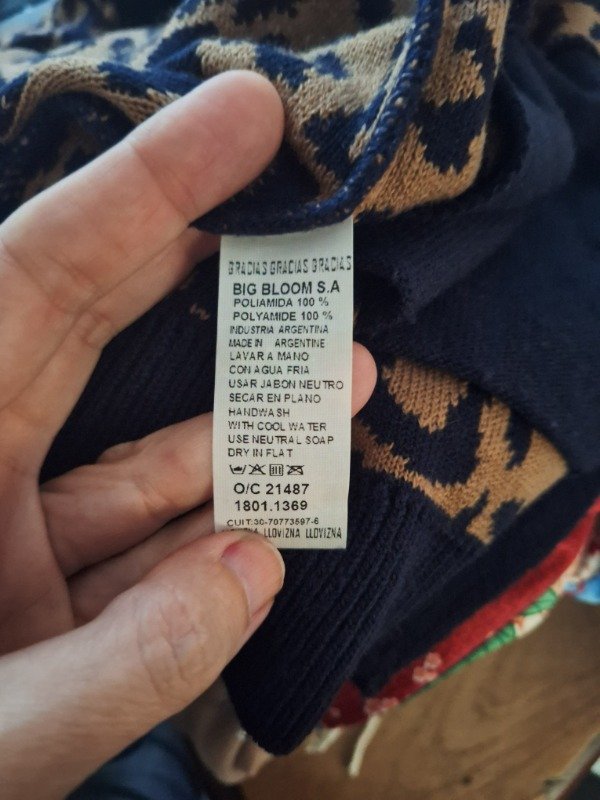 GRACIAS GRACIAS GRACIAS
BIG BLOOM S.A
POLIAMIDA 100 %
POLYAMIDE 100 %
INDUSTRIA ARGENTINA
MADE IN ARGENTINE
LAVAR A MANO
CON AGUA FRIA
USAR JABON NEUTRO
SECAR EN PLANO
HANDWASH
WITH COOL WATER
USE NEUTRAL SOAP
DRY IN FLAT
O/C 21487
1801.1369
CUIT:30-70773597-6
LLOVIZNA LLOVIZNA